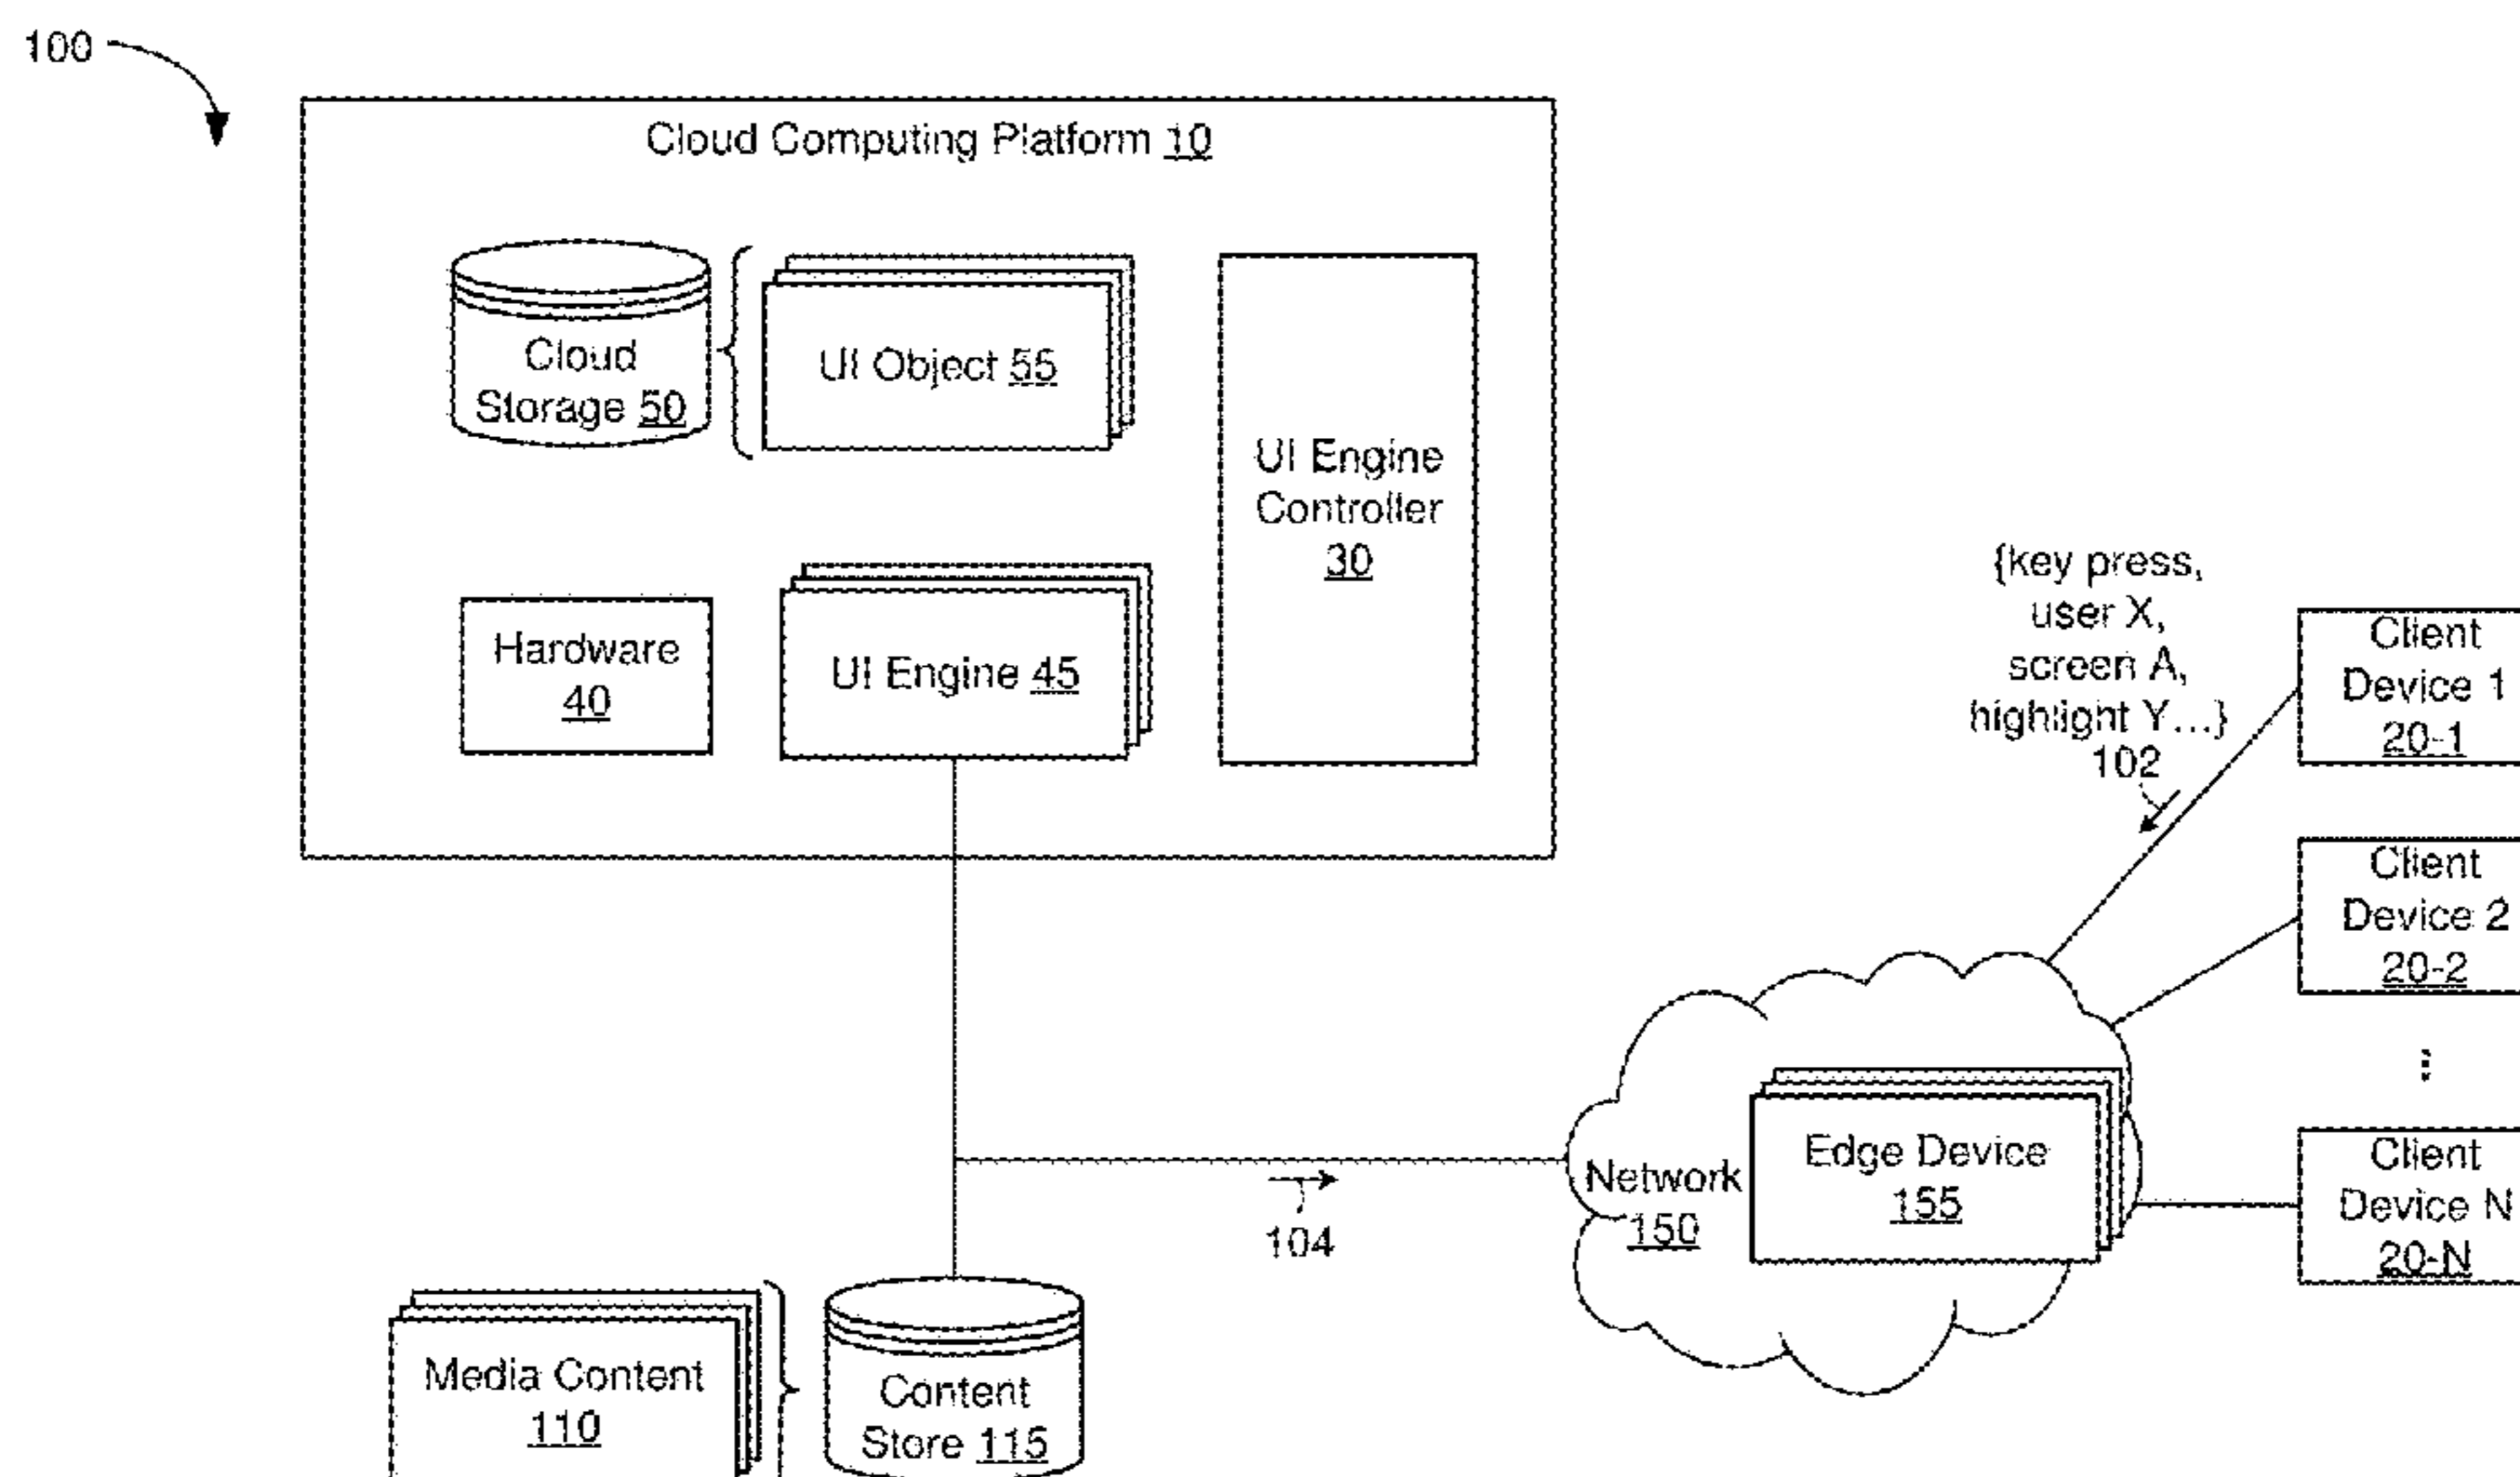 100
Cloud Computing Platform 10
Cloud
Storage 50
UI Object 55
UI Engine
Controller
30
Hardware
40
UI Engine 45
{key press,
user X,
screen A,
highlight Y...}
102
Client
Device 1
20-1
Client
Device 2
20-2
⋮
Client
Device N
20-N
Network
150
Edge Device
155
104
Media Content
110
Content
Store 115